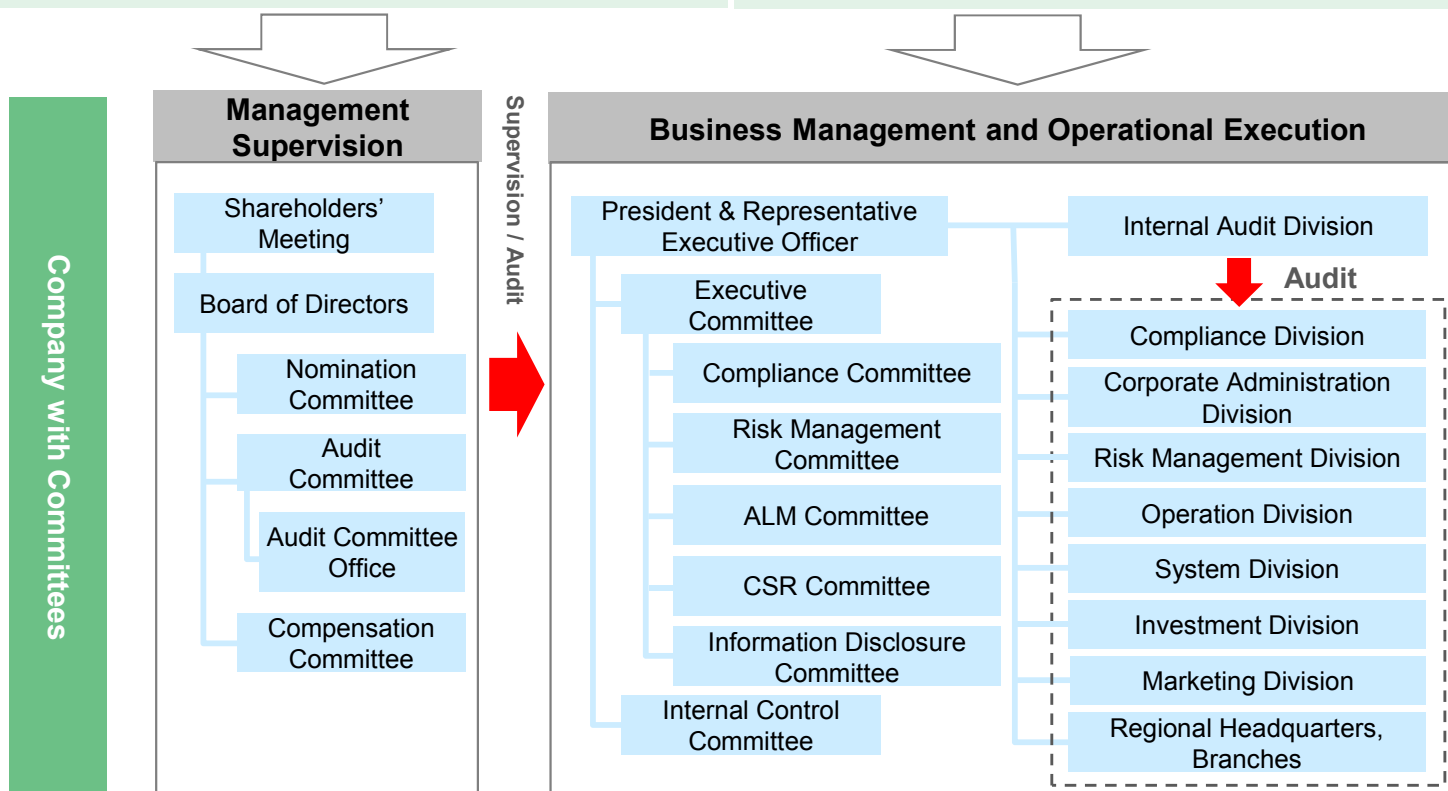 Company with Committees
Management
Supervision
Shareholders’
Meeting
Board of Directors
Nomination
Committee
Audit
Committee
Audit Committee
Office
Compensation
Committee
Supervision / Audit
Business Management and Operational Execution
President & Representative
Executive Officer
Executive
Committee
Compliance Committee
Risk Management
Committee
ALM Committee
CSR Committee
Information Disclosure
Committee
Internal Control
Committee
Internal Audit Division
Audit
Compliance Division
Corporate Administration
Division
Risk Management Division
Operation Division
System Division
Investment Division
Marketing Division
Regional Headquarters,
Branches